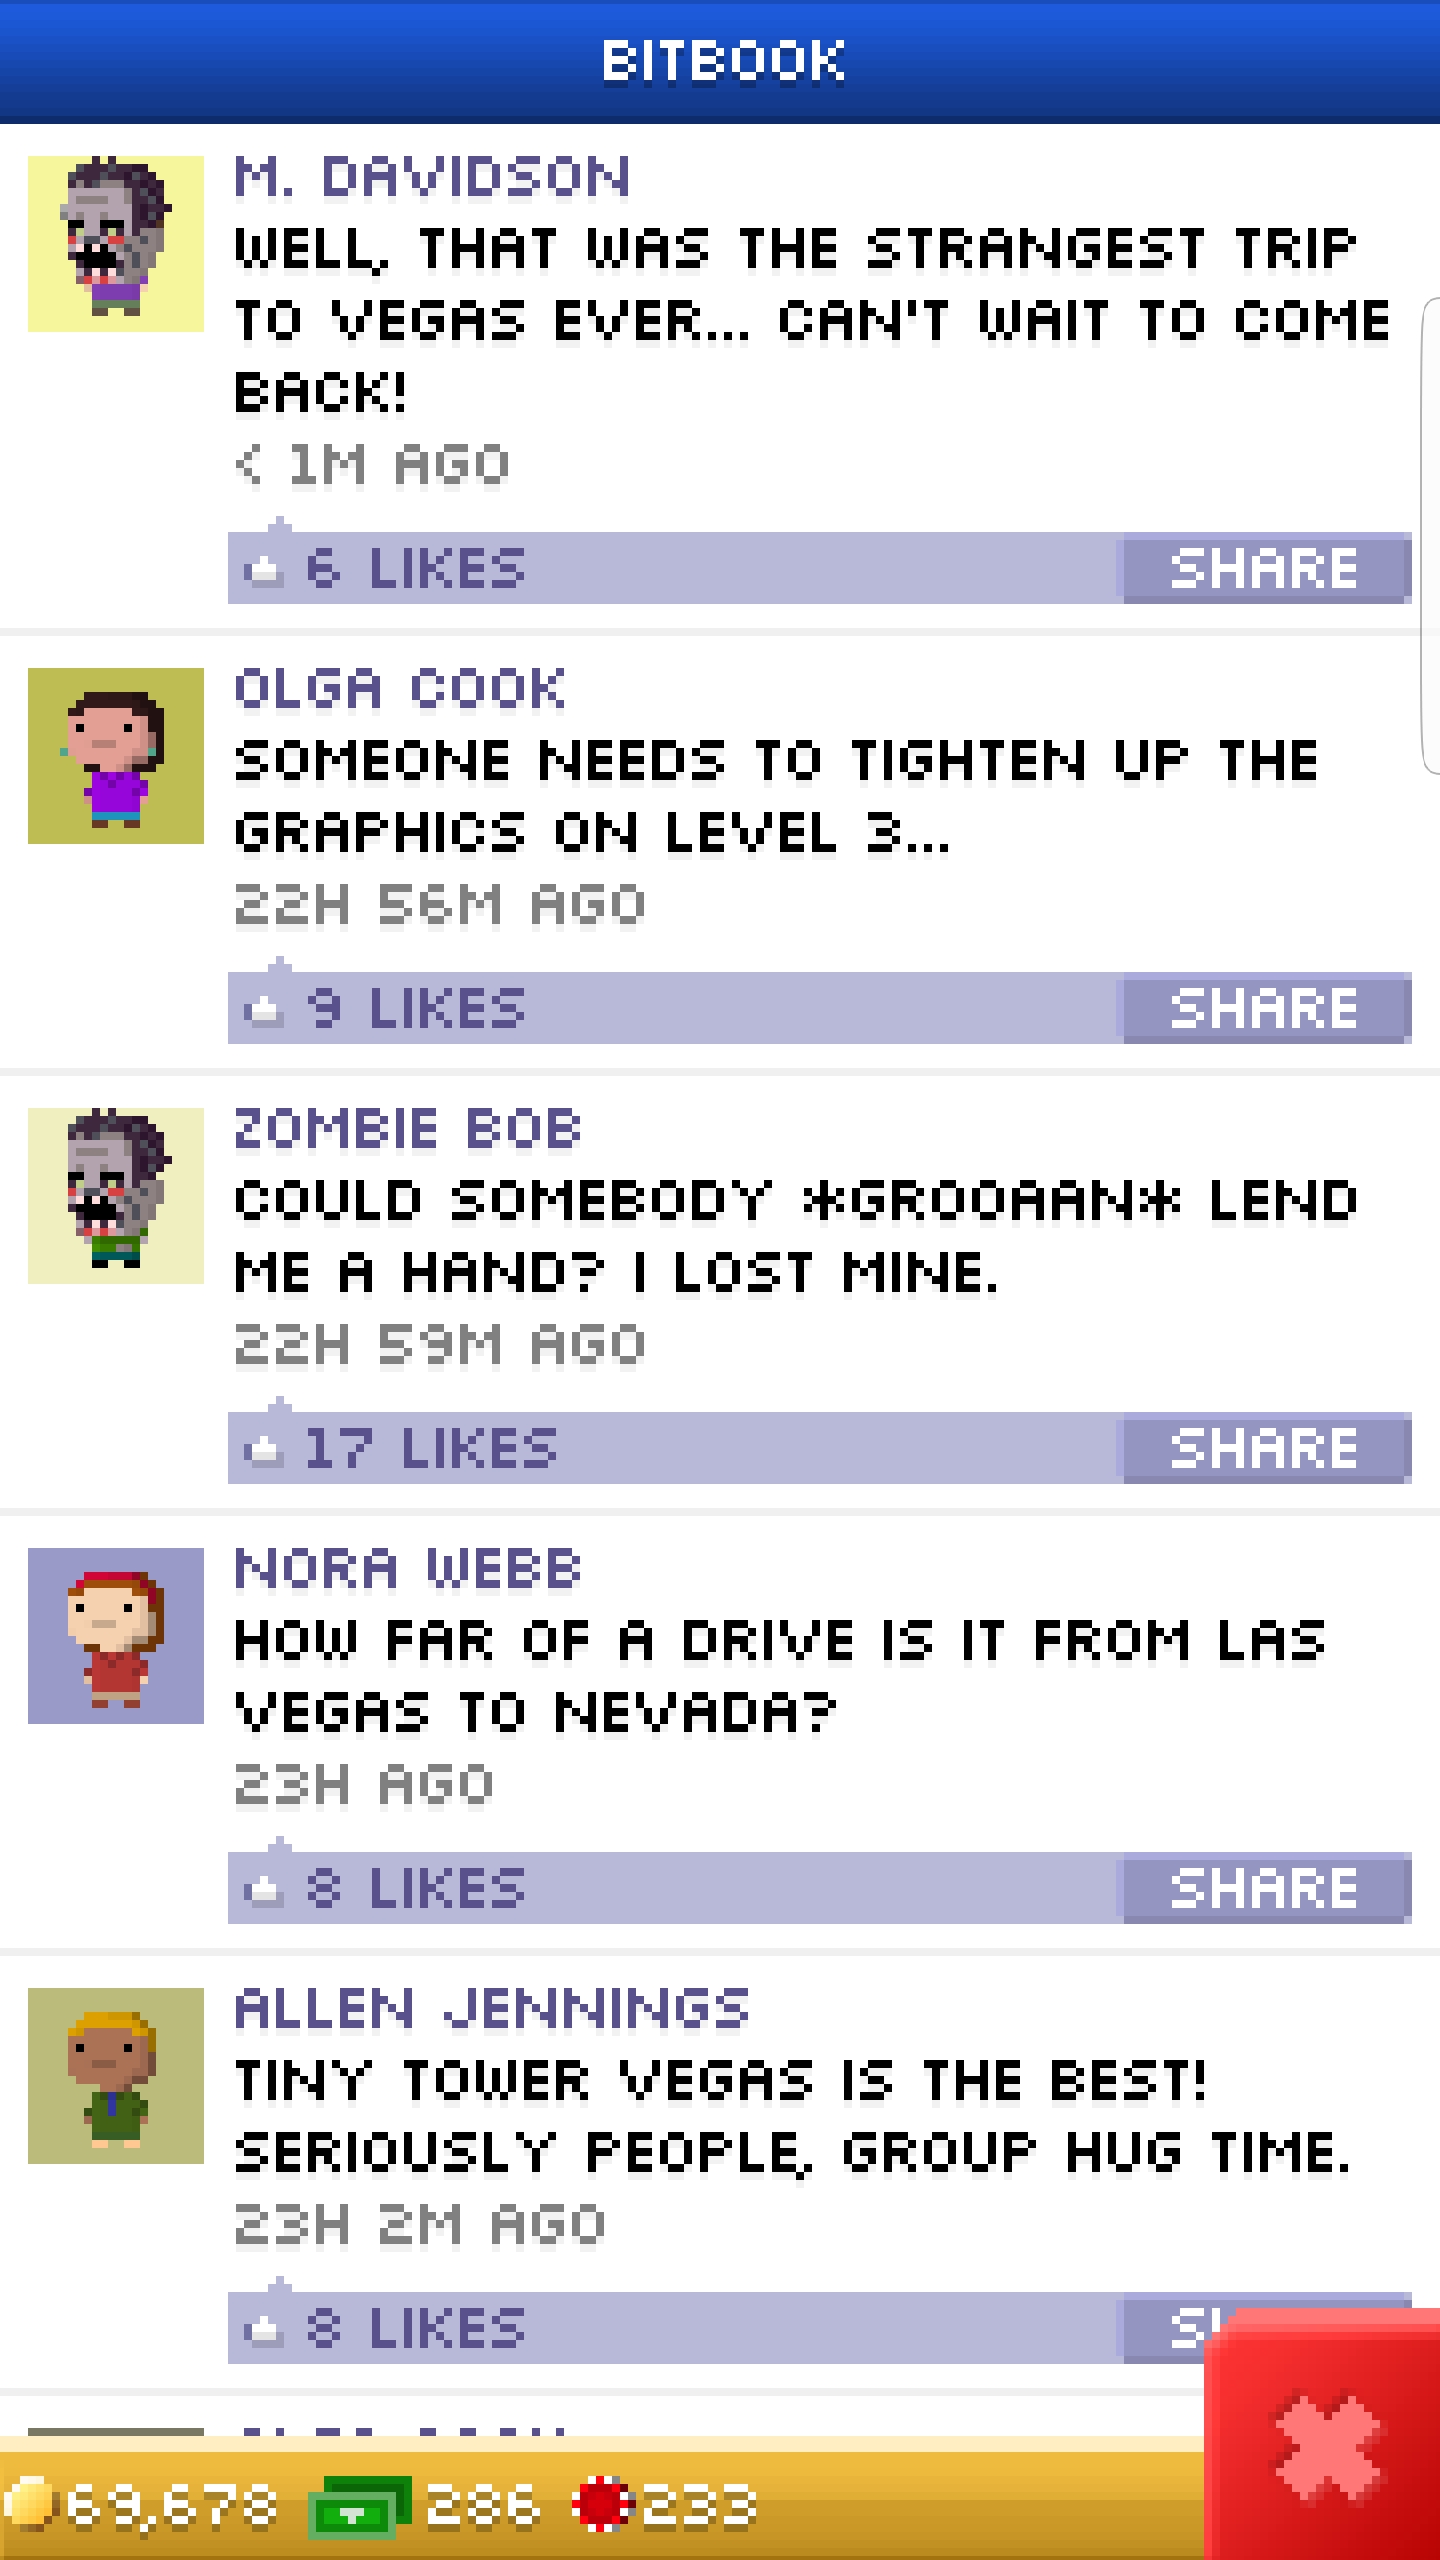 BITBOOK
M. DAVIDSON
WELL, THAT WAS THE STRANGEST TRIP
TO VEGAS EVER... CAN'T WAIT TO COME
BACK!
< 1M AGO
6 LIKES SHARE
OLGA COOK
SOMEONE NEEDS TO TIGHTEN UP THE
GRAPHICS ON LEVEL 3...
22H 56M AGO
9 LIKES SHARE
ZOMBIE BOB
COULD SOMEBODY *GROOAAN* LEND
ME A HAND? I LOST MINE.
22H 59M AGO
17 LIKES SHARE
NORA WEBB
HOW FAR OF A DRIVE IS IT FROM LAS
VEGAS TO NEVADA?
23H AGO
8 LIKES SHARE
ALLEN JENNINGS
TINY TOWER VEGAS IS THE BEST!
SERIOUSLY PEOPLE, GROUP HUG TIME.
23H 2M AGO
8 LIKES
69,678 286 233